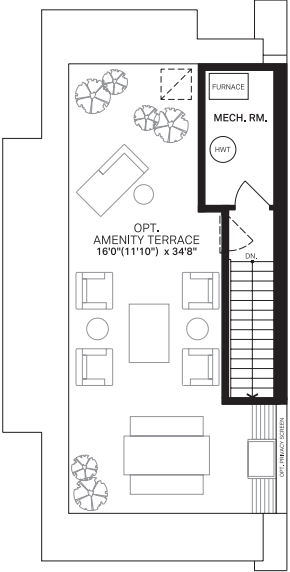 FURNACE
MECH. RM.
HWT
OPT.
AMENITY TERRACE
16'0"(11'10") x 34'8"
DN.
OPT. PRIVACY SCREEN